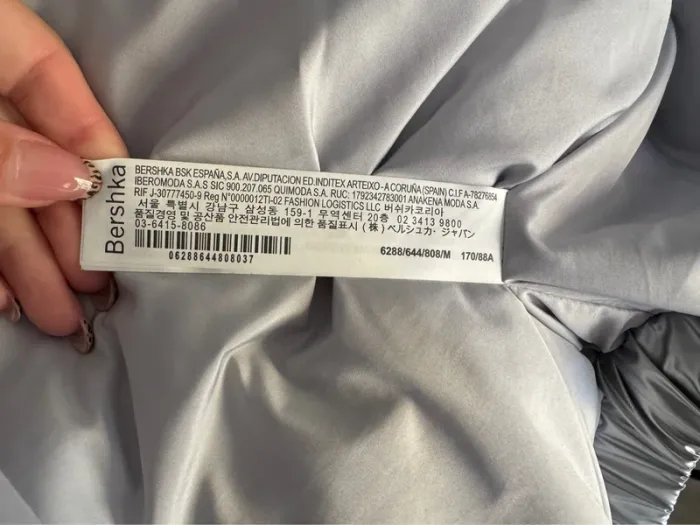 Bershka
BERSHKA BSK ESPAÑA,S.A. AV.DIPUTACION ED.INDITEX ARTEIXO - A CORUÑA (SPAIN) C.I.F A-78276854
IBEROMODA S.A.S SIC 900.207.065 QUIMODA S.A. RUC: 1792342783001 ANAKENA MODA S.A.
RIF J-30777450-9 Reg N°0000012TI-02 FASHION LOGISTICS LLC 버쉬카코리아
서울 특별시 강남구 삼성동 159-1 무역센터 20층 02 3413 9800
품질경영 및 공산품 안전관리법에 의한 품질표시 (株) ベルシュカ・ジャパン
03-6415-8086
06288644808037
6288/644/808/M 170/88A